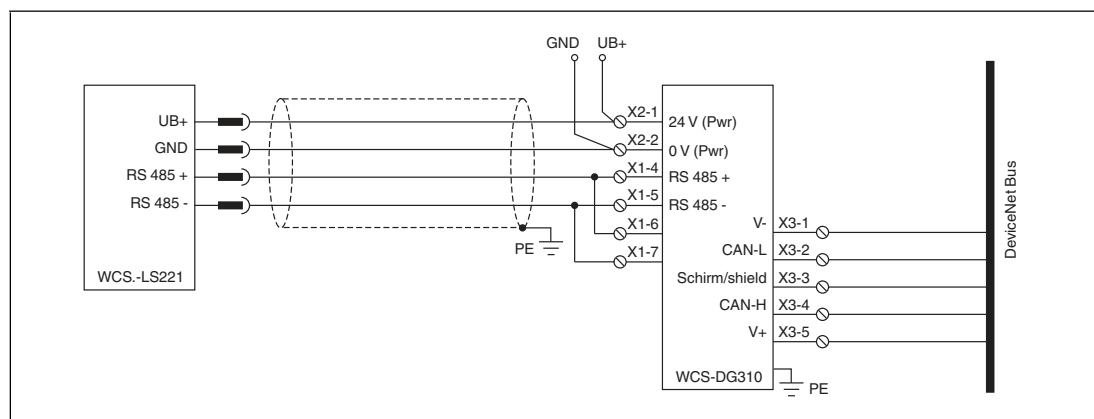 GND UB+
UB+ X2-1 24 V (Pwr)
GND X2-2 0 V (Pwr)
RS 485 + X1-4 RS 485 +
RS 485 - X1-5 RS 485 -
X1-6
V- X3-1
PE X1-7
CAN-L X3-2
WCS.-LS221
Schirm/shield X3-3
CAN-H X3-4
V+ X3-5
WCS-DG310
PE
DeviceNet Bus